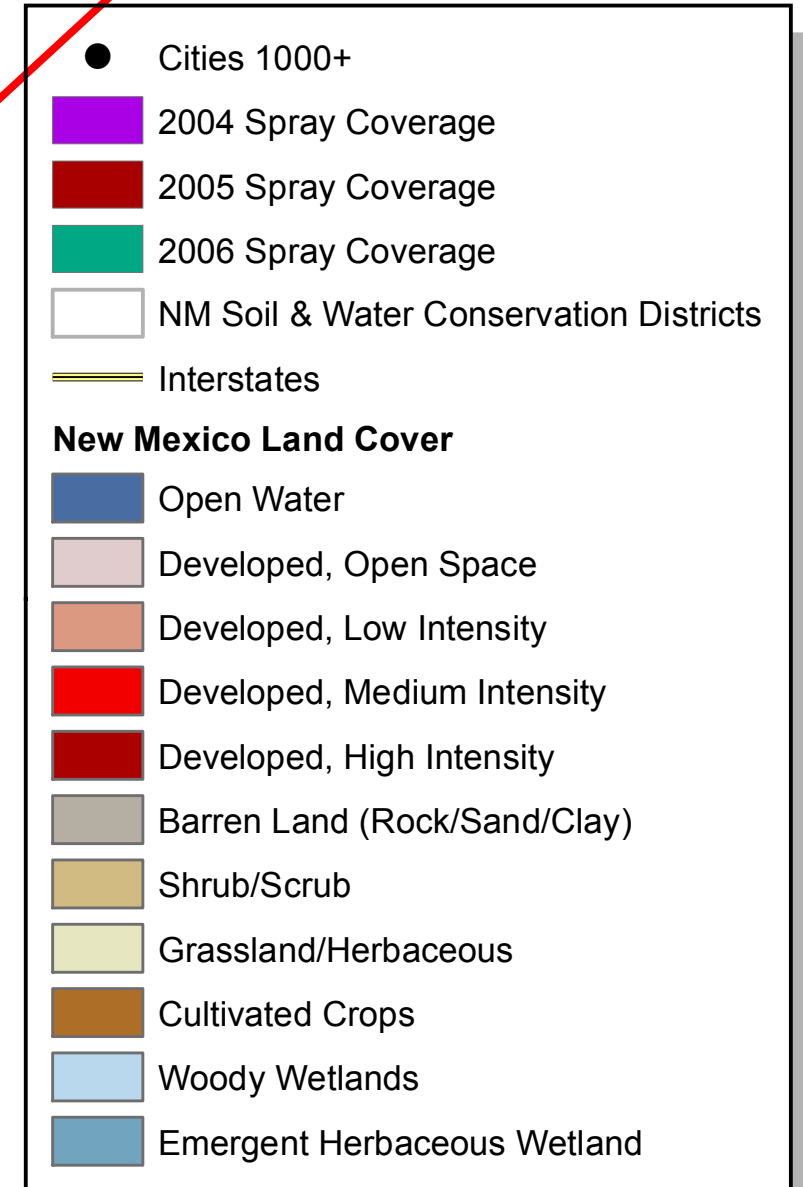 Cities 1000+
2004 Spray Coverage
2005 Spray Coverage
2006 Spray Coverage
NM Soil & Water Conservation Districts
Interstates
New Mexico Land Cover
Open Water
Developed, Open Space
Developed, Low Intensity
Developed, Medium Intensity
Developed, High Intensity
Barren Land (Rock/Sand/Clay)
Shrub/Scrub
Grassland/Herbaceous
Cultivated Crops
Woody Wetlands
Emergent Herbaceous Wetland